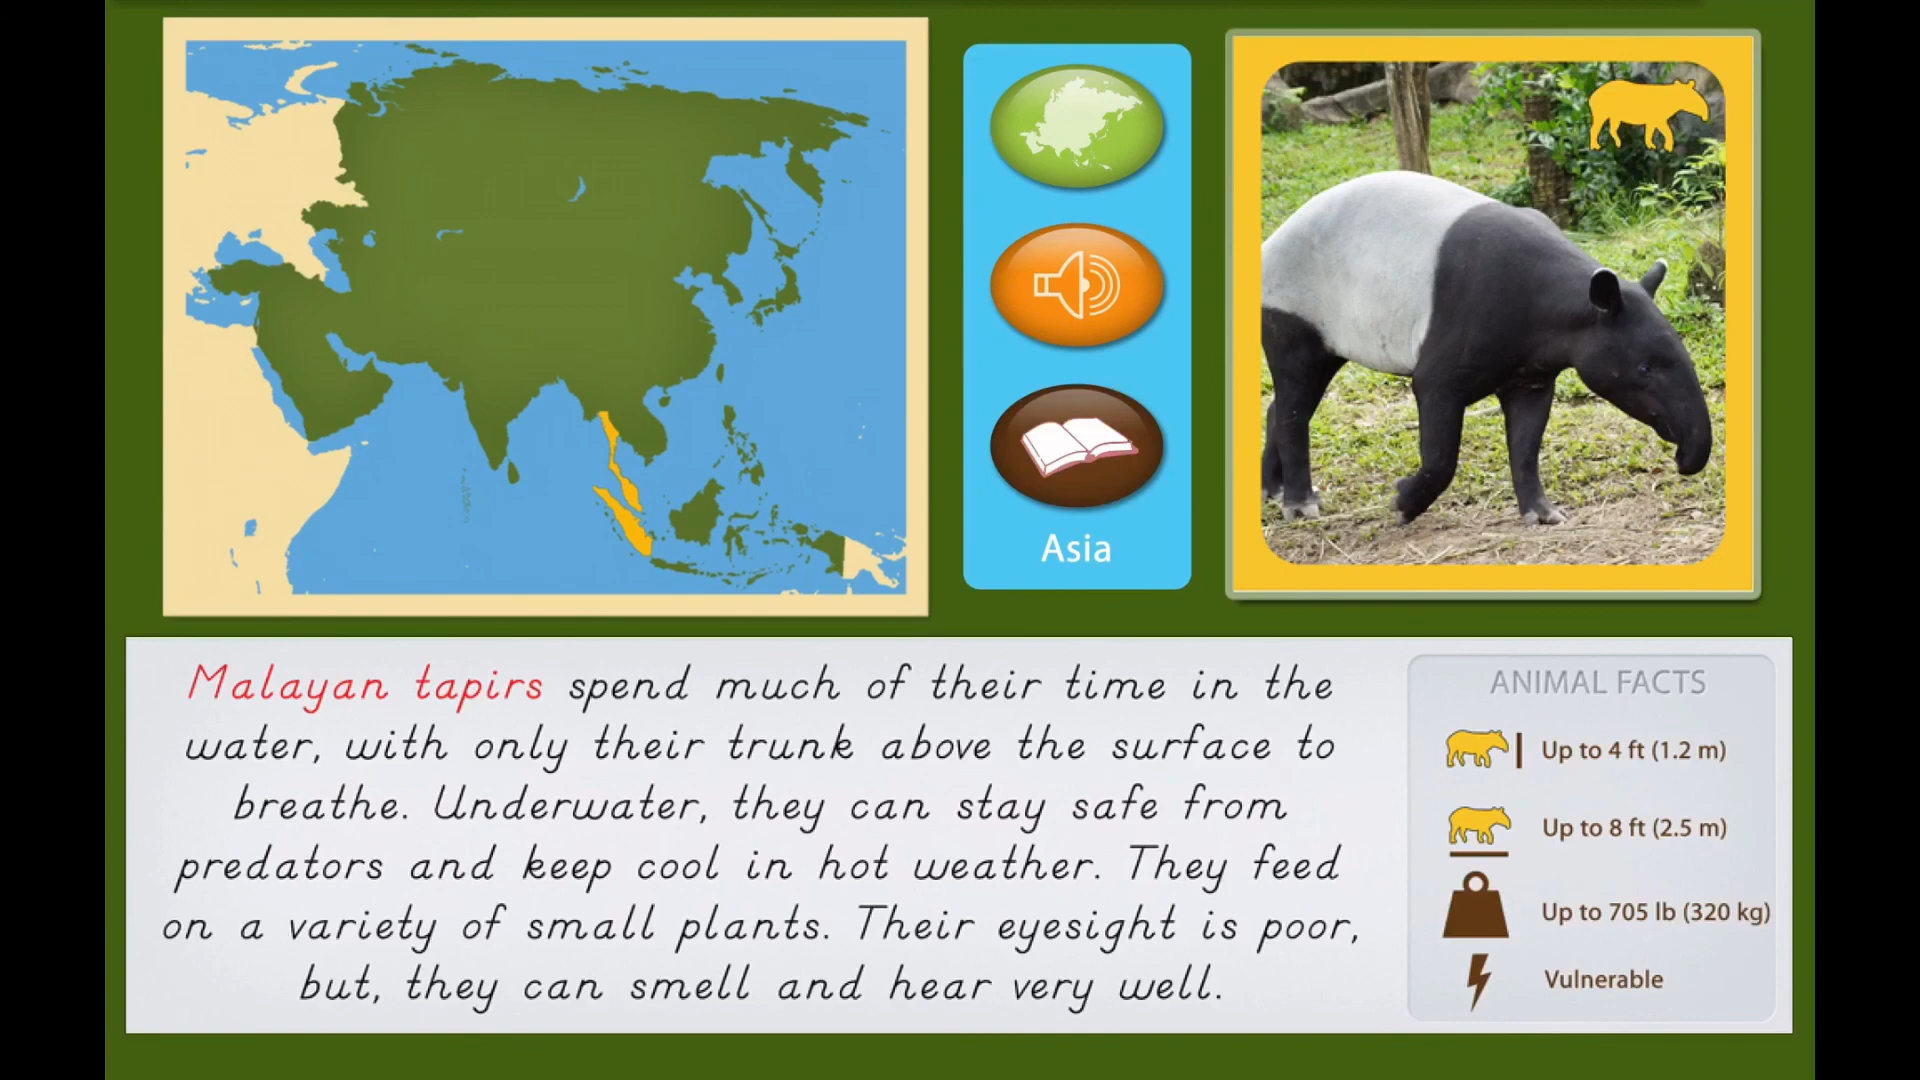 Asia
Malayan tapirs spend much of their time in the
water, with only their trunk above the surface to
breathe. Underwater, they can stay safe from
predators and keep cool in hot weather. They feed
on a variety of small plants. Their eyesight is poor,
but, they can smell and hear very well.
ANIMAL FACTS
Up to 4 ft (1.2 m)
Up to 8 ft (2.5 m)
Up to 705 lb (320 kg)
Vulnerable